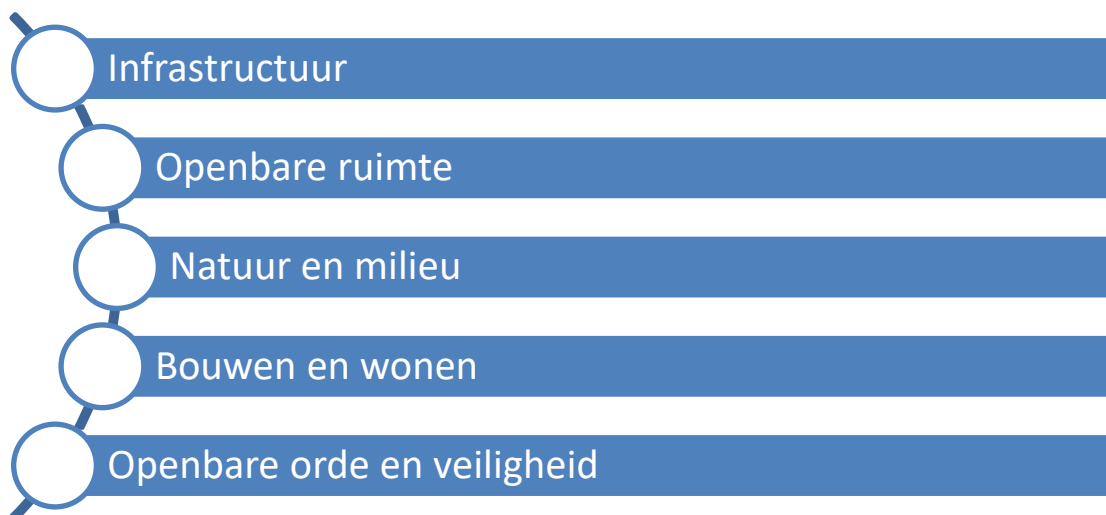 Infrastructuur
Openbare ruimte
Natuur en milieu
Bouwen en wonen
Openbare orde en veiligheid